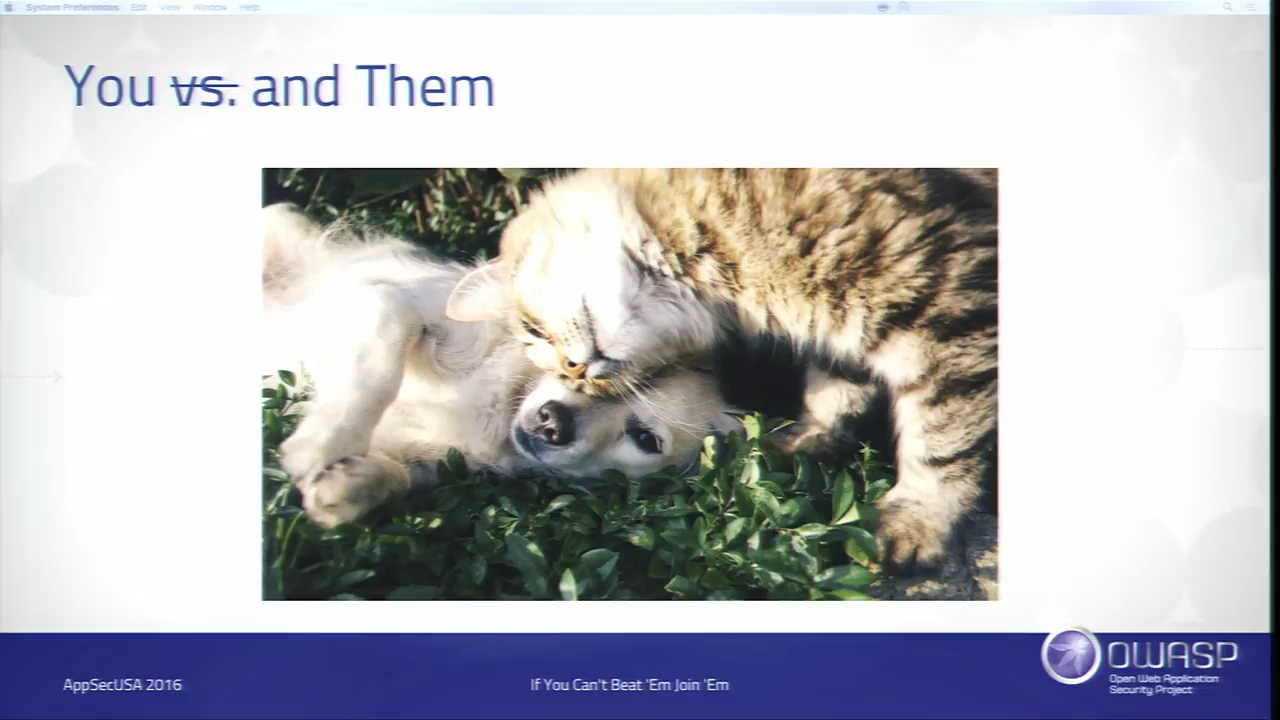 System Preferences Edit View Window Help
You vs. and Them
AppSecUSA 2016
If You Can't Beat 'Em Join 'Em
OWASP
Open Web Application
Security Project